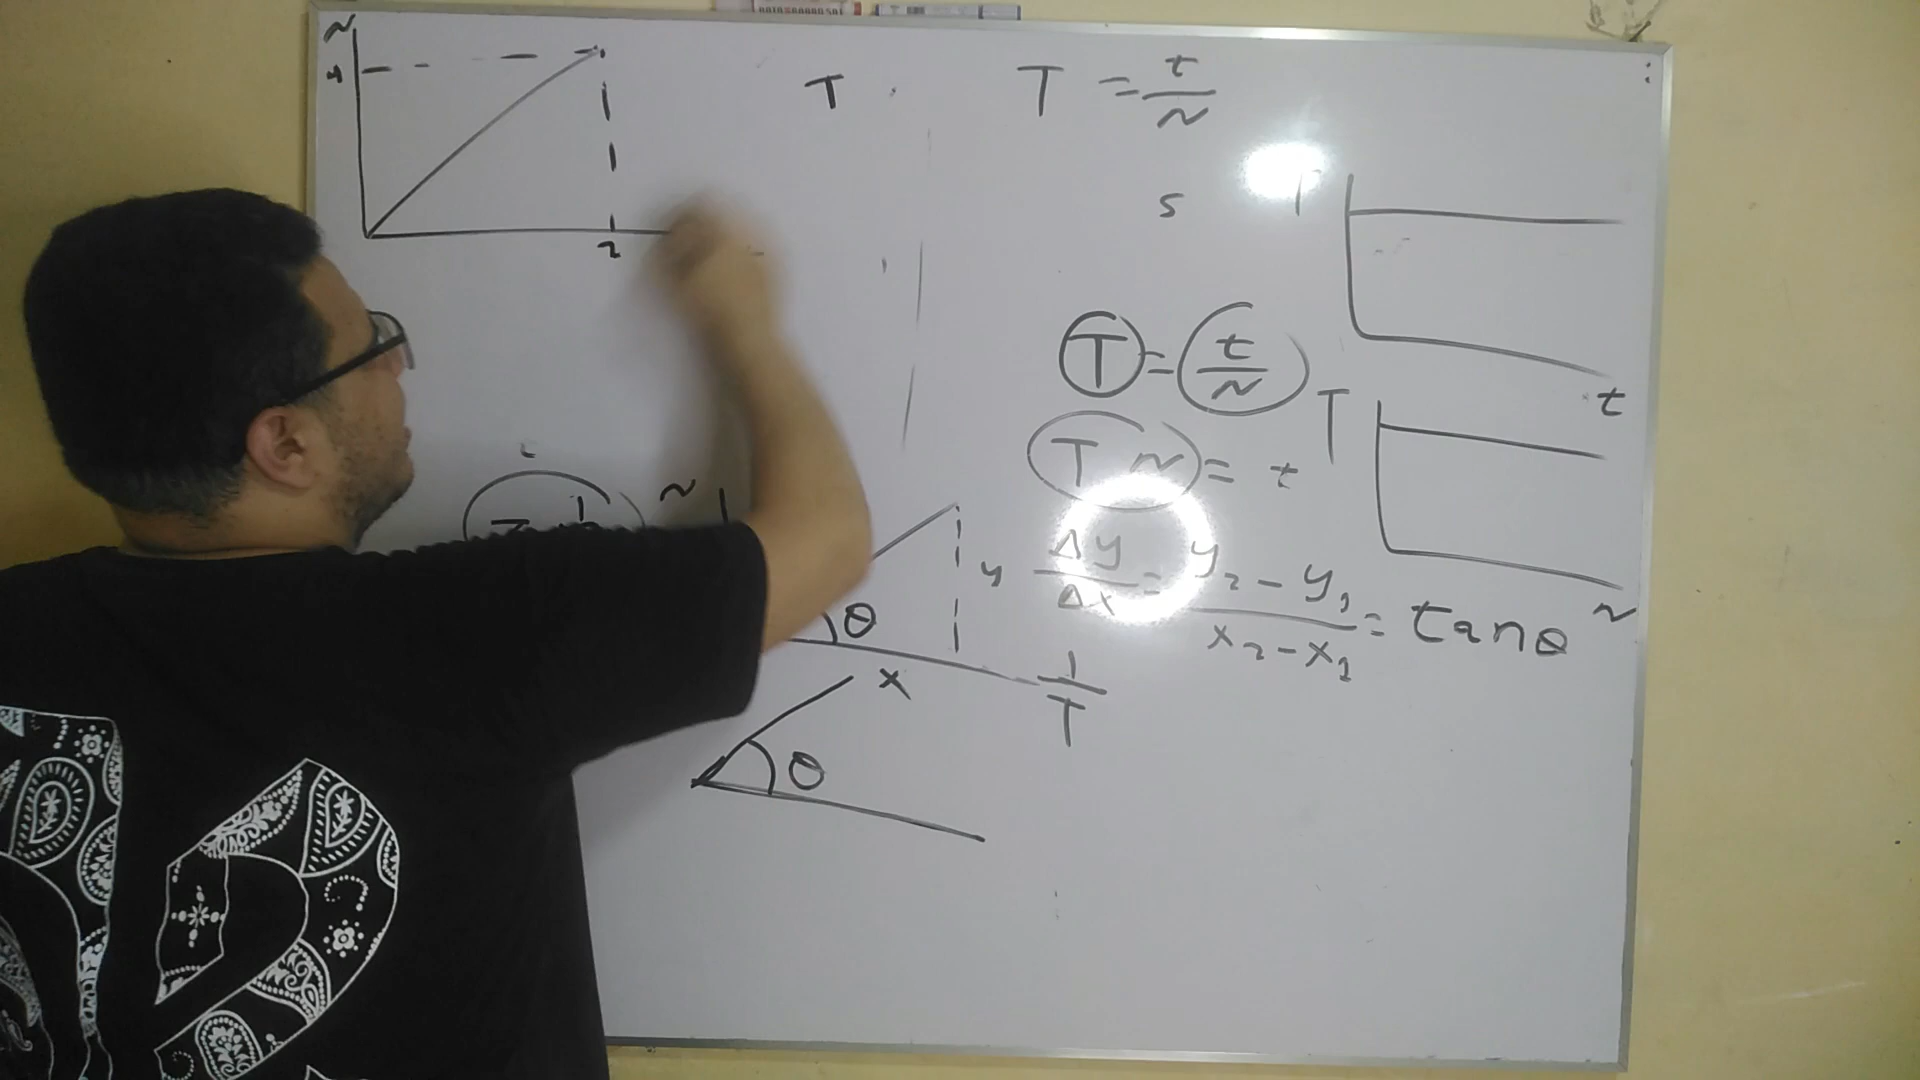 ~
4
2
T
T = t/~
s
T
t
T = t/~
T ~ = t
T
~
~
θ
x
y
Δy/Δx = y₂ - y₁/x₂ - x₁ = tanθ
1/T
θ